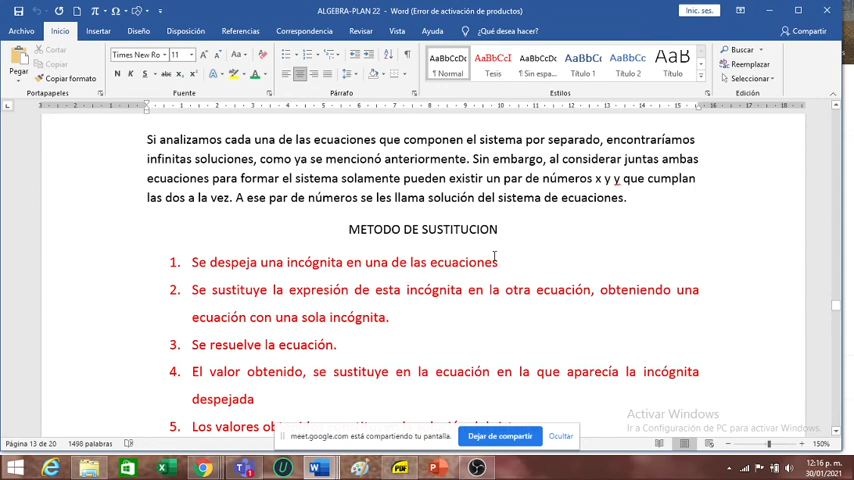 ALGEBRA-PLAN 22 - Word (Error de activación de productos)
Inic. ses.
Archivo Inicio Insertar Diseño Disposición Referencias Correspondencia Revisar Vista ¿Qué desea hacer? Compartir
Pegar
Cortar
Copiar
Copiar formato
Portapapeles
Times New Ro 11
Fuente
Párrafo
AaBbCcDc AaBbCcI AaBbCcDc AaBbC AaBbCc AaBb
¶ Normal Tesis ¶ Sin espa... Título 1 Título 2 Título
Estilos
Buscar
Reemplazar
Seleccionar
Edición
Si analizamos cada una de las ecuaciones que componen el sistema por separado, encontraríamos
infinitas soluciones, como ya se mencionó anteriormente. Sin embargo, al considerar juntas ambas
ecuaciones para formar el sistema solamente pueden existir un par de números x y y que cumplan
las dos a la vez. A ese par de números se les llama solución del sistema de ecuaciones.
METODO DE SUSTITUCION
1. Se despeja una incógnita en una de las ecuaciones
2. Se sustituye la expresión de esta incógnita en la otra ecuación, obteniendo una
ecuación con una sola incógnita.
3. Se resuelve la ecuación.
4. El valor obtenido, se sustituye en la ecuación en la que aparecía la incógnita
despejada
5. Los valores
meet.google.com está compartiendo tu pantalla. Dejar de compartir Ocultar
Activar Windows
Ir a Configuración de PC para activar Windows.
Página 13 de 20 1498 palabras 150%
12:16 p. m.
30/01/2021